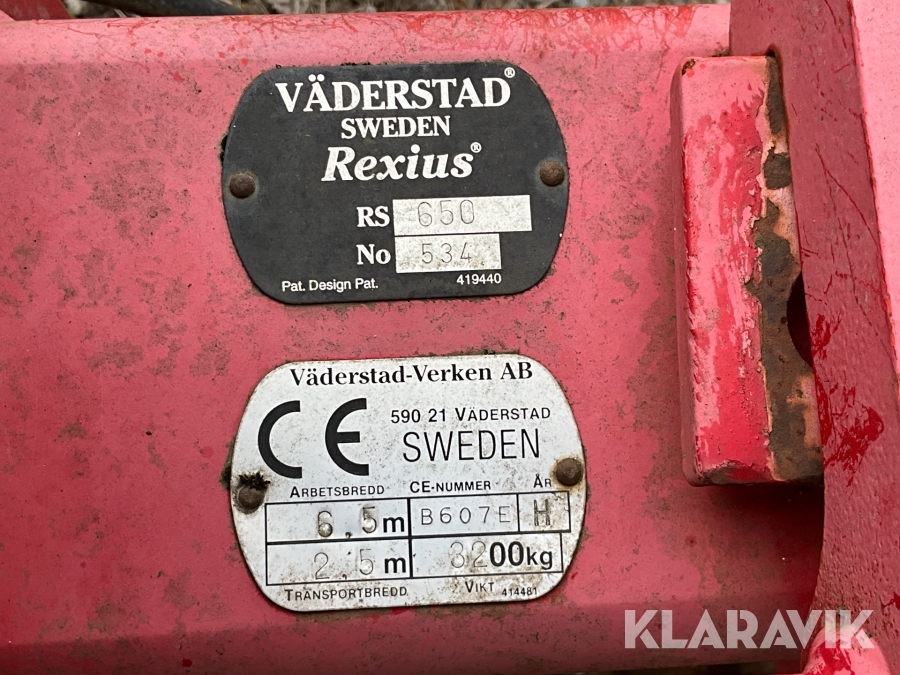 VÄDERSTAD®
SWEDEN
Rexius®
RS 650
No 534
Pat. Design Pat. 419440
Väderstad-Verken AB
CE 590 21 VÄDERSTAD
SWEDEN
ARBETSBREDD CE-NUMMER ÅR
6,5m B607E H
2,5m 3200kg
TRANSPORTBREDD VIKT 414481
KLARAVIK